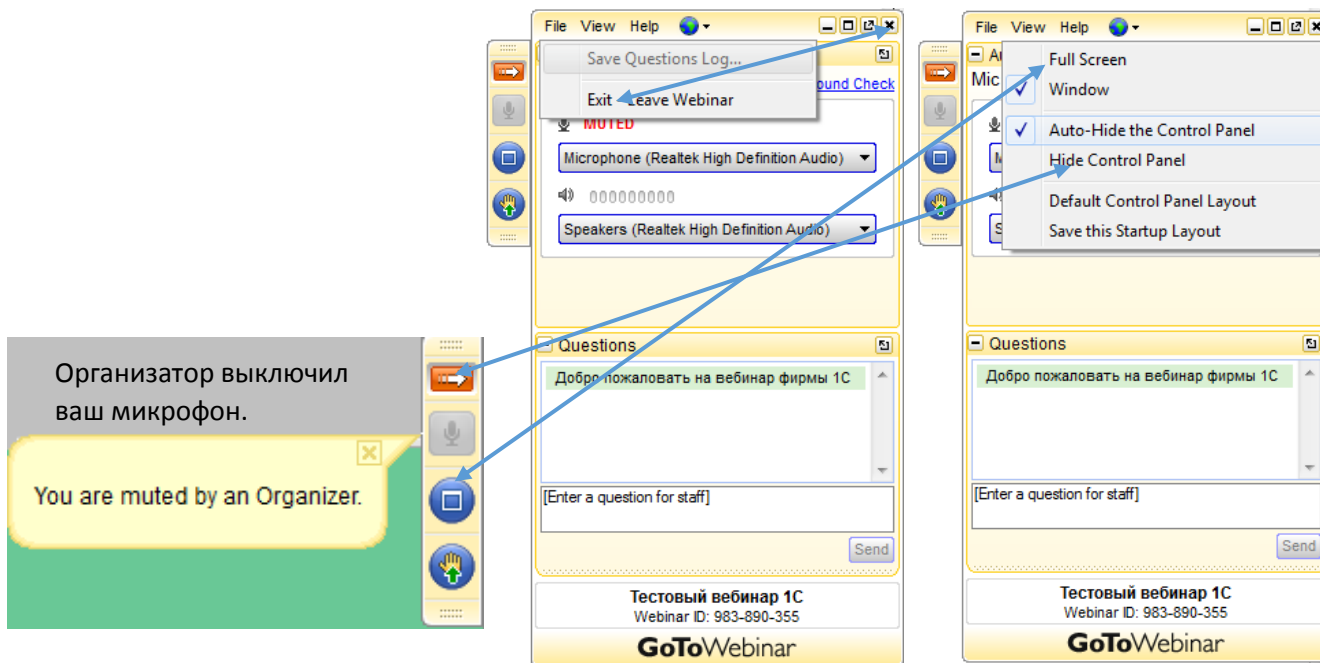 Организатор выключил
ваш микрофон.
You are muted by an Organizer.
File View Help
Save Questions Log...
ound Check
Exit - Leave Webinar
MUTED
Microphone (Realtek High Definition Audio)
000000000
Speakers (Realtek High Definition Audio)
Questions
Добро пожаловать на вебинар фирмы 1С
[Enter a question for staff]
Send
Тестовый вебинар 1С
Webinar ID: 983-890-355
GoToWebinar
File View Help
Full Screen
Mic
Window
Auto-Hide the Control Panel
Hide Control Panel
Default Control Panel Layout
Save this Startup Layout
Questions
Добро пожаловать на вебинар фирмы 1С
[Enter a question for staff]
Send
Тестовый вебинар 1С
Webinar ID: 983-890-355
GoToWebinar